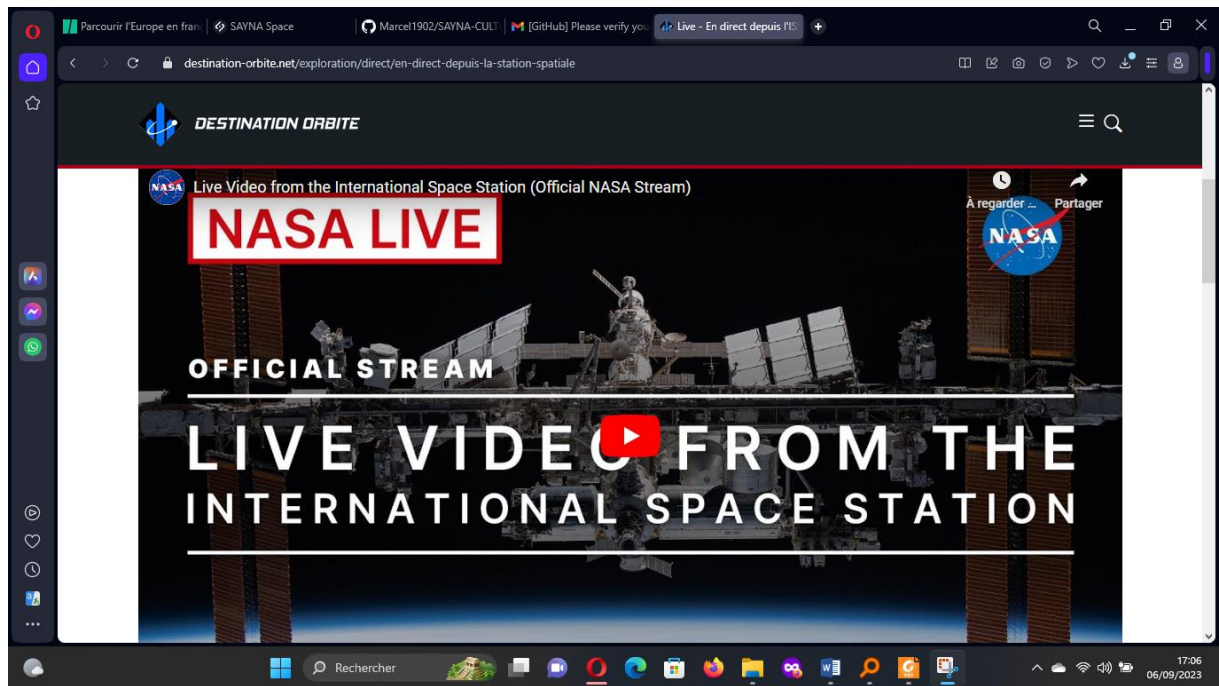 Parcourir l'Europe en fran
SAYNA Space
Marcel1902/SAYNA-CULT
[GitHub] Please verify you
Live - En direct depuis l'IS
destination-orbite.net/exploration/direct/en-direct-depuis-la-station-spatiale
DESTINATION ORBITE
NASA Live Video from the International Space Station (Official NASA Stream)
À regarder ... Partager
NASA LIVE
NASA
OFFICIAL STREAM
LIVE VIDEO FROM THE
INTERNATIONAL SPACE STATION
Rechercher
17:06
06/09/2023